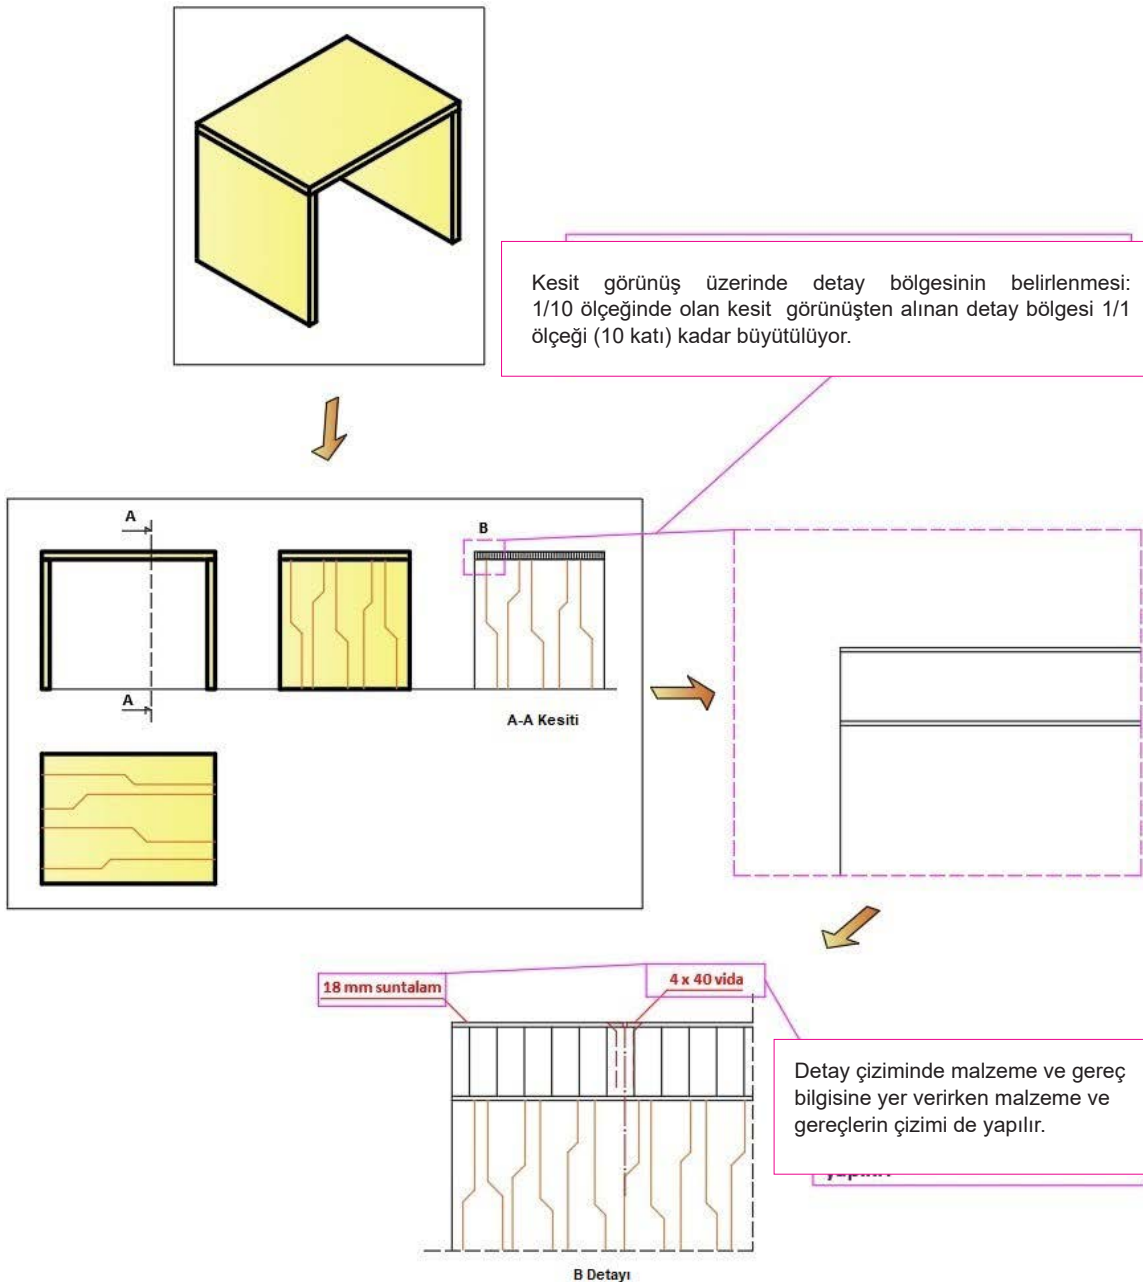 Kesit görünüş üzerinde detay bölgesinin belirlenmesi:
1/10 ölçeğinde olan kesit görünüşten alınan detay bölgesi 1/1
ölçeği (10 katı) kadar büyütülüyor.
A
B
A
A-A Kesiti
18 mm suntalam
4 x 40 vida
Detay çiziminde malzeme ve gereç
bilgisine yer verirken malzeme ve
gereçlerin çizimi de yapılır.
B Detayı